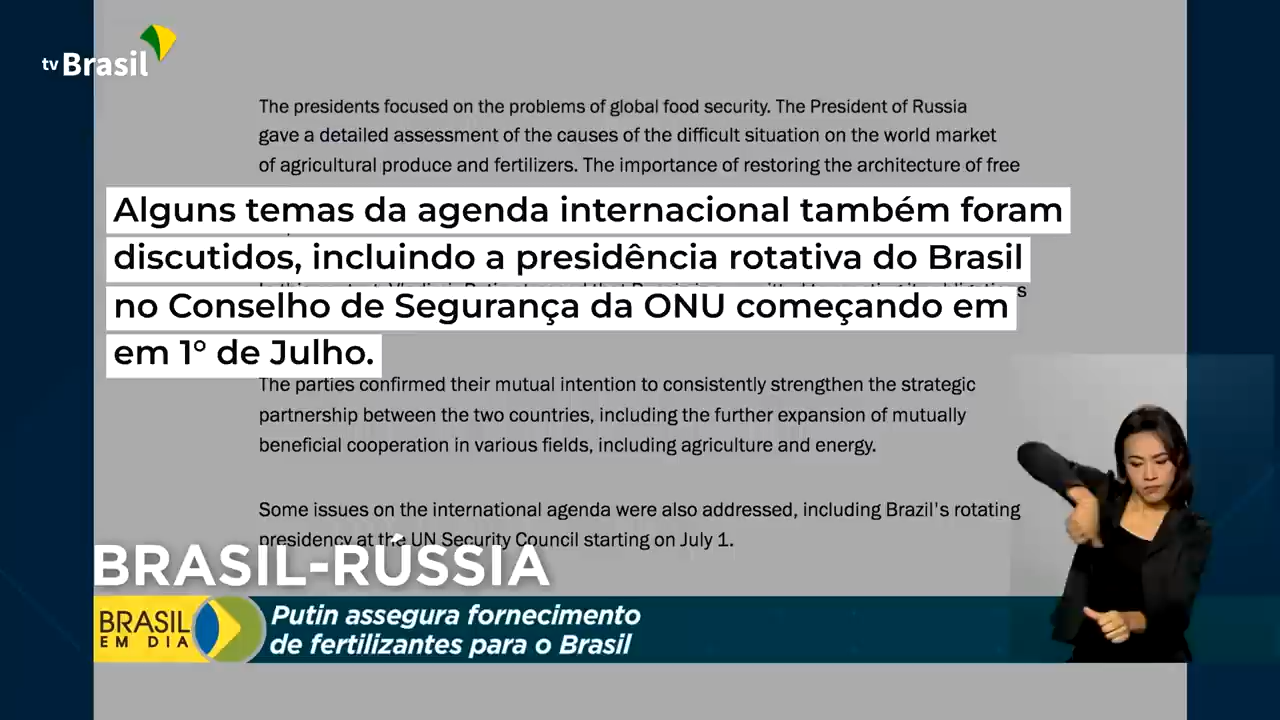 tv Brasil
The presidents focused on the problems of global food security. The President of Russia
gave a detailed assessment of the causes of the difficult situation on the world market
of agricultural produce and fertilizers. The importance of restoring the architecture of free
Alguns temas da agenda internacional também foram
discutidos, incluindo a presidência rotativa do Brasil
no Conselho de Segurança da ONU começando em
em 1° de Julho.
The parties confirmed their mutual intention to consistently strengthen the strategic
partnership between the two countries, including the further expansion of mutually
beneficial cooperation in various fields, including agriculture and energy.
Some issues on the international agenda were also addressed, including Brazil's rotating
presidency at the UN Security Council starting on July 1.
BRASIL-RÚSSIA
BRASIL
EM DIA
Putin assegura fornecimento
de fertilizantes para o Brasil